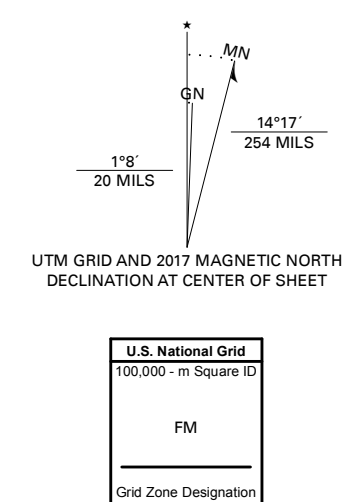 ★
MN
GN
14°17´
254 MILS
1°8´
20 MILS
UTM GRID AND 2017 MAGNETIC NORTH
DECLINATION AT CENTER OF SHEET
U.S. National Grid
100,000 - m Square ID
FM
Grid Zone Designation